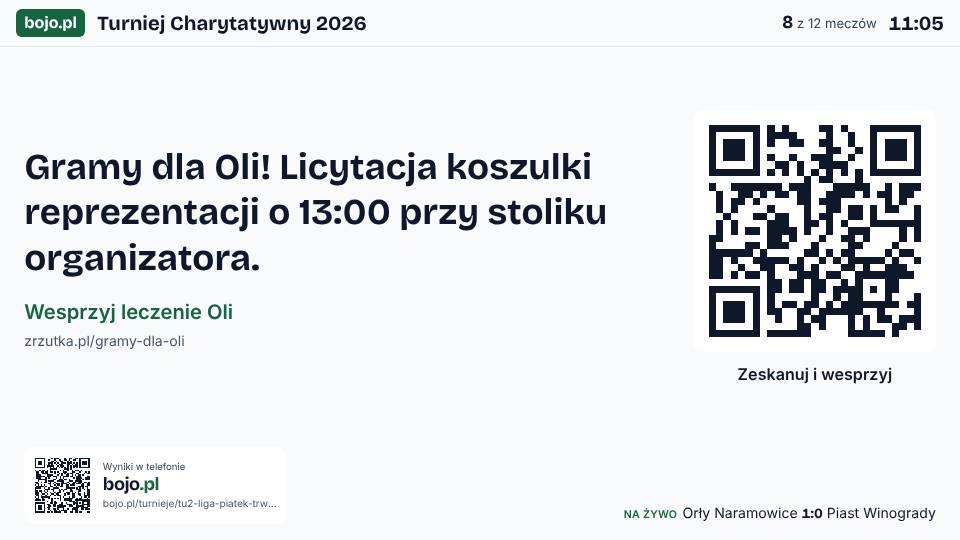 bojo.pl Turniej Charytatywny 2026
8 z 12 meczów 11:05
Gramy dla Oli! Licytacja koszulki
reprezentacji o 13:00 przy stoliku
organizatora.
Wesprzyj leczenie Oli
zrzutka.pl/gramy-dla-oli
Zeskanuj i wesprzyj
Wyniki w telefonie
bojo.pl
bojo.pl/turnieje/tu2-liga-piatek-trw...
NA ŻYWO Orły Naramowice 1:0 Piast Winogrady